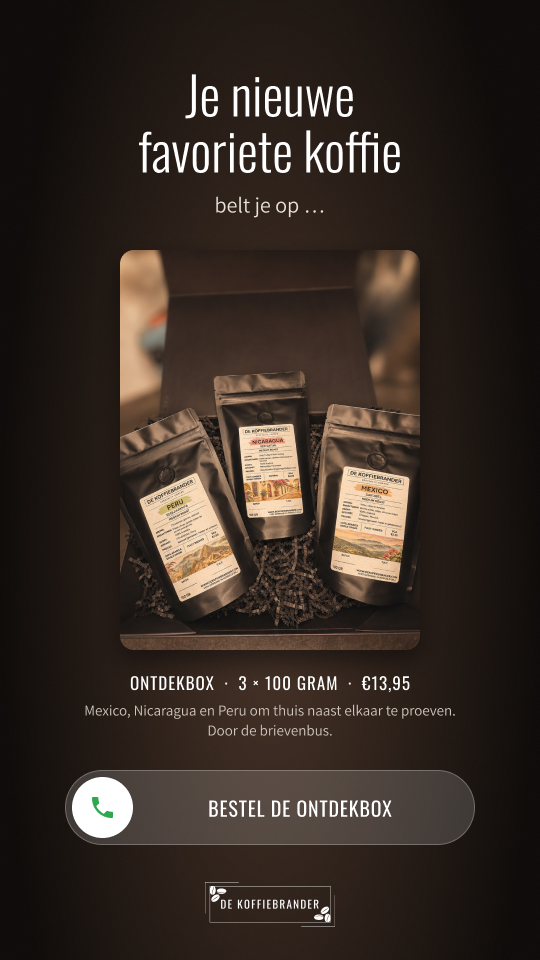 Je nieuwe
favoriete koffie
belt je op ...
DE KOFFIEBRANDER
NICARAGUA
DE KOFFIEBRANDER
PERU
DE KOFFIEBRANDER
MEXICO
ONTDEKBOX · 3 × 100 GRAM · €13,95
Mexico, Nicaragua en Peru om thuis naast elkaar te proeven.
Door de brievenbus.
BESTEL DE ONTDEKBOX
DE KOFFIEBRANDER